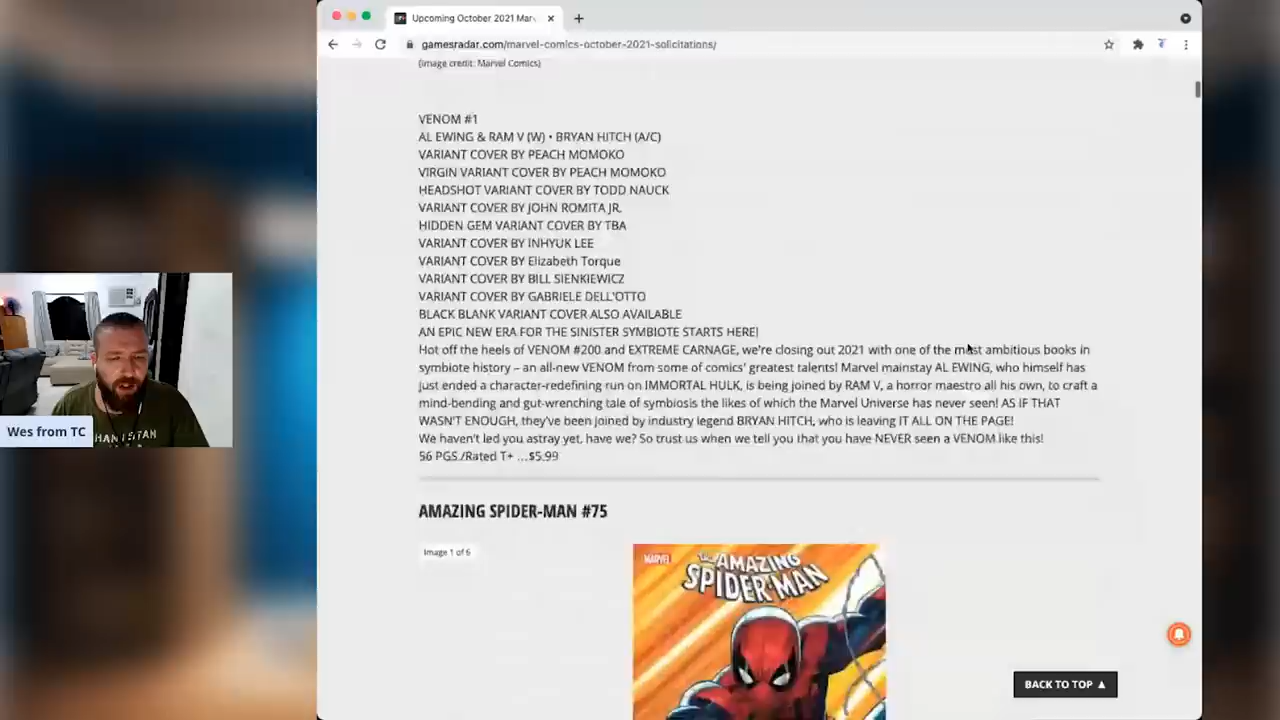 Upcoming October 2021 Marv
gamesradar.com/marvel-comics-october-2021-solicitations/
(Image credit: Marvel Comics)
VENOM #1
AL EWING & RAM V (W) • BRYAN HITCH (A/C)
VARIANT COVER BY PEACH MOMOKO
VIRGIN VARIANT COVER BY PEACH MOMOKO
HEADSHOT VARIANT COVER BY TODD NAUCK
VARIANT COVER BY JOHN ROMITA JR.
HIDDEN GEM VARIANT COVER BY TBA
VARIANT COVER BY INHYUK LEE
VARIANT COVER BY Elizabeth Torque
VARIANT COVER BY BILL SIENKIEWICZ
VARIANT COVER BY GABRIELE DELL'OTTO
BLACK BLANK VARIANT COVER ALSO AVAILABLE
AN EPIC NEW ERA FOR THE SINISTER SYMBIOTE STARTS HERE!
Hot off the heels of VENOM #200 and EXTREME CARNAGE, we're closing out 2021 with one of the most ambitious books in
symbiote history – an all-new VENOM from some of comics' greatest talents! Marvel mainstay AL EWING, who himself has
just ended a character-redefining run on IMMORTAL HULK, is being joined by RAM V, a horror maestro all his own, to craft a
mind-bending and gut-wrenching tale of symbiosis the likes of which the Marvel Universe has never seen! AS IF THAT
WASN'T ENOUGH, they've been joined by industry legend BRYAN HITCH, who is leaving IT ALL ON THE PAGE!
We haven't led you astray yet, have we? So trust us when we tell you that you have NEVER seen a VENOM like this!
56 PGS./Rated T+ …$5.99
AMAZING SPIDER-MAN #75
Image 1 of 6
MARVEL
THE AMAZING
SPIDER-MAN
BACK TO TOP ▲
Wes from TC